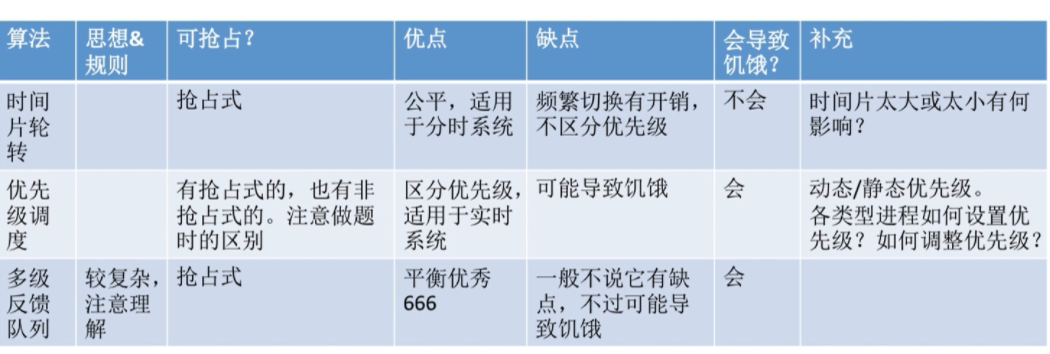 算法
思想&
规则
可抢占?
优点
缺点
会导致
饥饿?
补充
时间
片轮
转
抢占式
公平，适用
于分时系统
频繁切换有开销，
不区分优先级
不会
时间片太大或太小有何
影响?
优先
级调
度
有抢占式的，也有非
抢占式的。注意做题
时的区别
区分优先级，
适用于实时
系统
可能导致饥饿
会
动态/静态优先级。
各类型进程如何设置优
先级？如何调整优先级？
多级
反馈
队列
较复杂，
注意理
解
抢占式
平衡优秀
666
一般不说它有缺
点，不过可能导
致饥饿
会